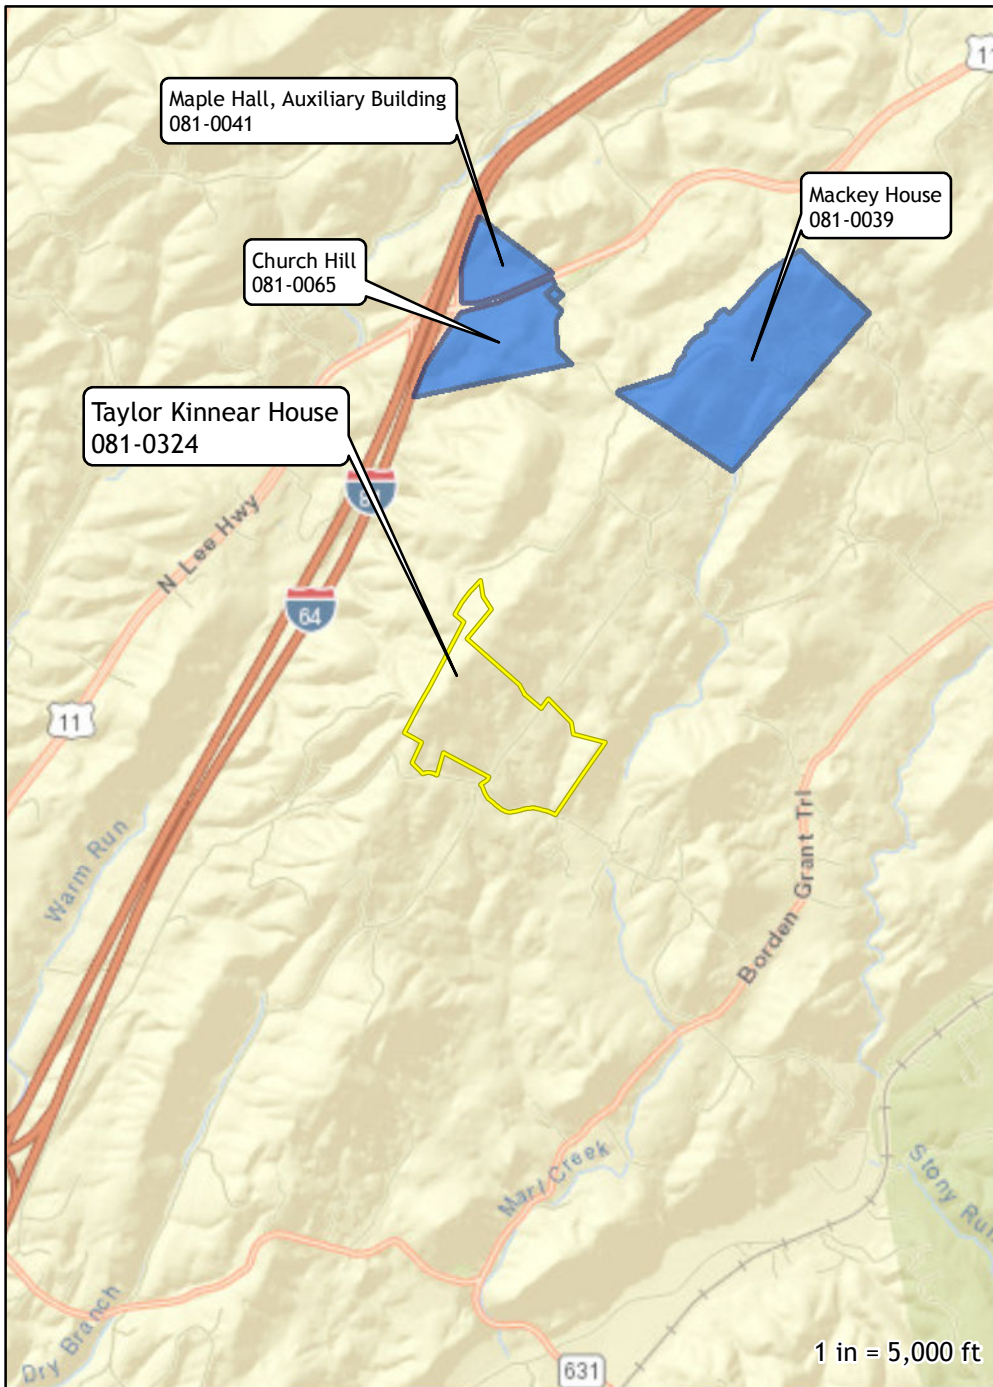 11
Maple Hall, Auxiliary Building
081-0041
Mackey House
081-0039
Church Hill
081-0065
Taylor Kinnear House
081-0324
N Lee Hwy
64
11
Warm Run
Borden Grant Trl
Marl Creek
Stony Run
Dry Branch
631
1 in = 5,000 ft